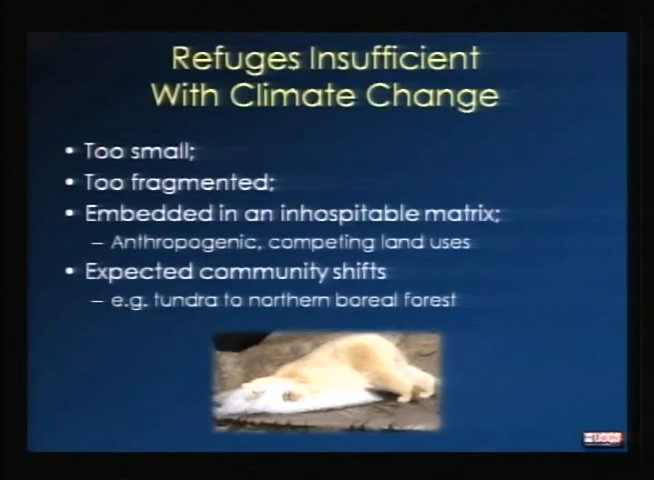 Refuges Insufficient
With Climate Change
• Too small;
• Too fragmented;
• Embedded in an inhospitable matrix;
– Anthropogenic, competing land uses
• Expected community shifts
– e.g. tundra to northern boreal forest